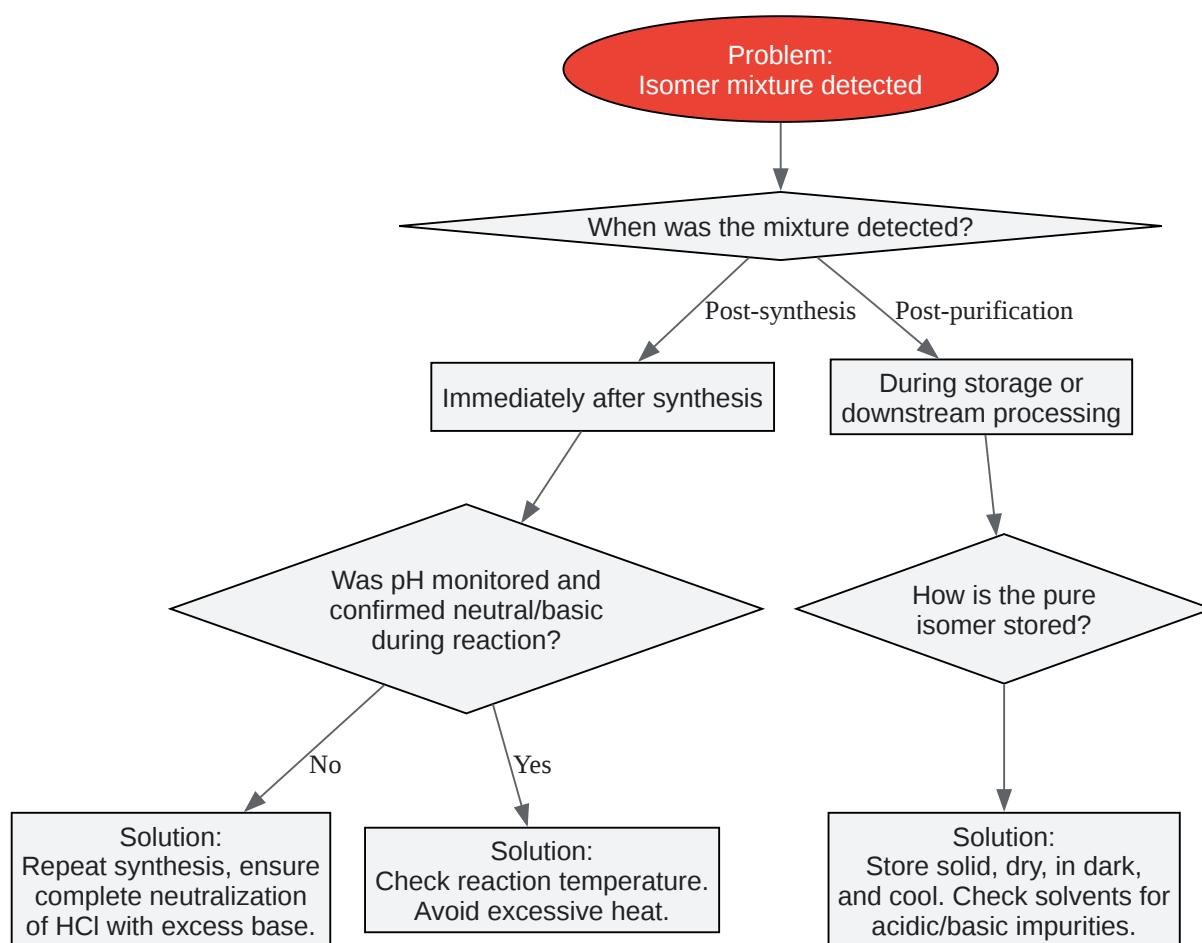 Problem:
Isomer mixture detected
When was the mixture detected?
Post-synthesis
Post-purification
Immediately after synthesis
During storage or
downstream processing
Was pH monitored and
confirmed neutral/basic
during reaction?
How is the pure
isomer stored?
No
Yes
Solution:
Repeat synthesis, ensure
complete neutralization
of HCl with excess base.
Solution:
Check reaction temperature.
Avoid excessive heat.
Solution:
Store solid, dry, in dark,
and cool. Check solvents for
acidic/basic impurities.